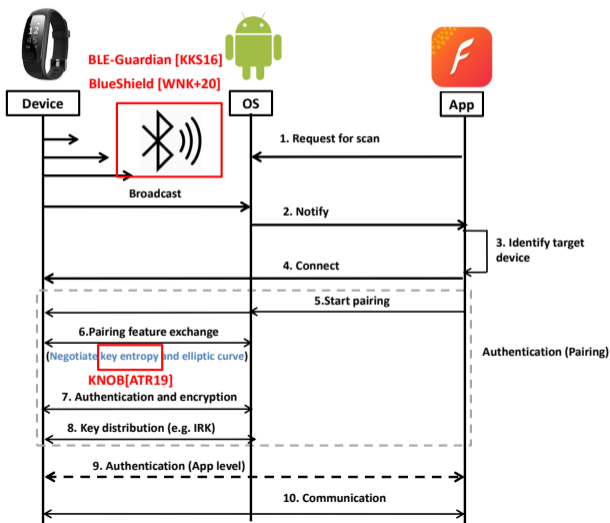 BLE-Guardian [KKS16]
BlueShield [WNK+20]
Device
OS
App
1. Request for scan
Broadcast
2. Notify
3. Identify target
device
4. Connect
5.Start pairing
6.Pairing feature exchange
(Negotiate key entropy and elliptic curve)
KNOB[ATR19]
Authentication (Pairing)
7. Authentication and encryption
8. Key distribution (e.g. IRK)
9. Authentication (App level)
10. Communication